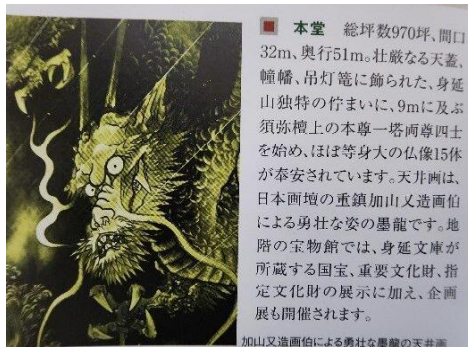 本堂 総坪数970坪、間口
32m、奥行51m。壮厳なる天蓋、
幢幡、吊灯篭に飾られた、身延
山独特の佇まいに、9mに及ぶ
須弥檀上の本尊一塔両尊四士
を始め、ほぼ等身大の仏像15体
が奉安されています。天井画は、
日本画壇の重鎮加山又造画伯
による勇壮な姿の墨龍です。地
階の宝物館では、身延文庫が
所蔵する国宝、重要文化財、指
定文化財の展示に加え、企画
展も開催されます。
加山又造画伯による勇壮な墨龍の天井画